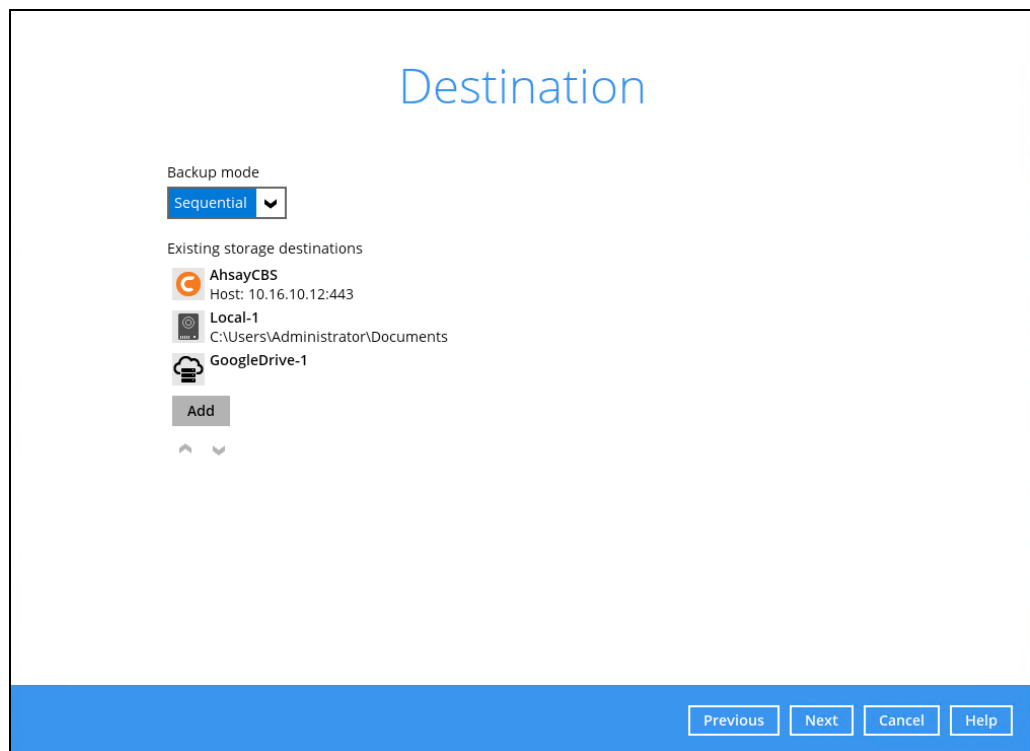 Destination
Backup mode
Sequential
Existing storage destinations
AhsayCBS
Host: 10.16.10.12:443
Local-1
C:\Users\Administrator\Documents
GoogleDrive-1
Add
Previous Next Cancel Help